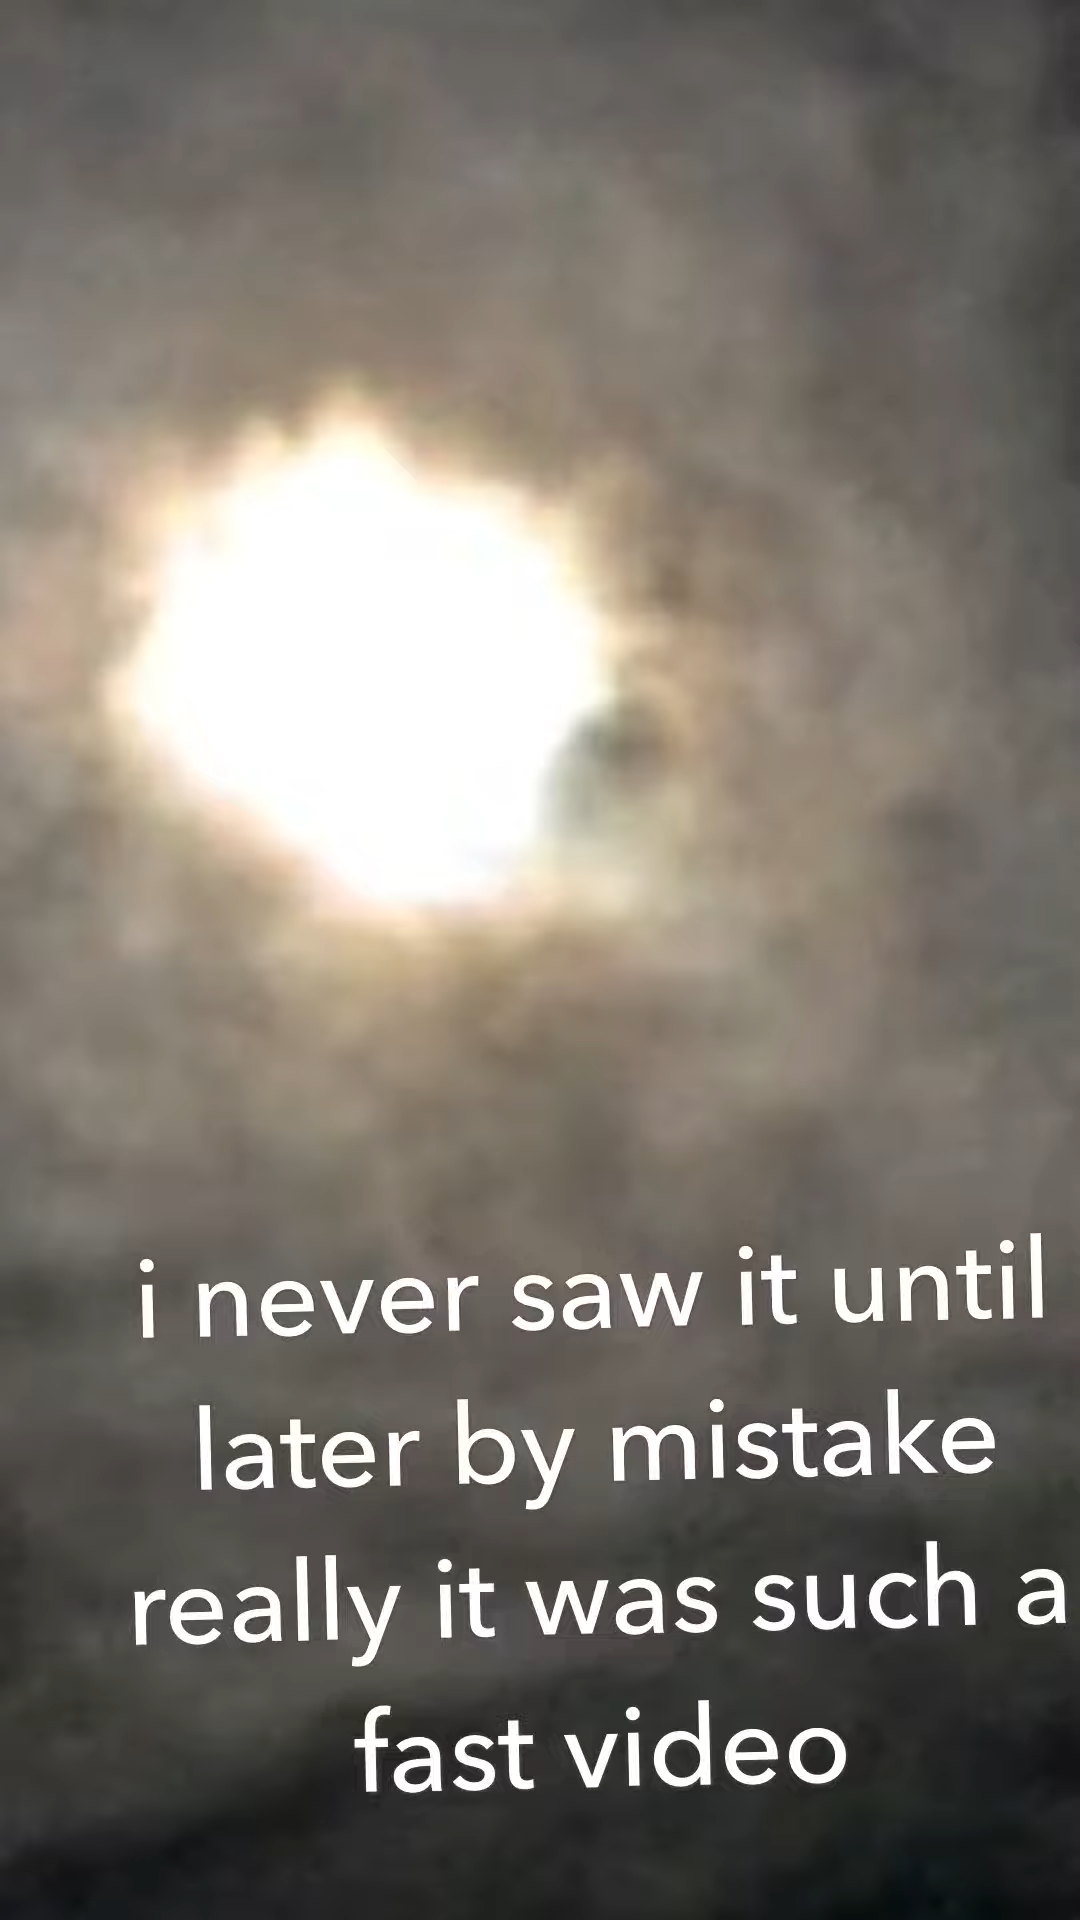 i never saw it until
later by mistake
really it was such a
fast video